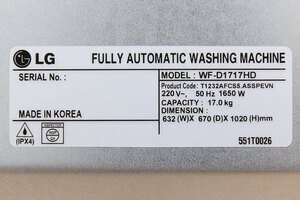 LG FULLY AUTOMATIC WASHING MACHINE
SERIAL No. :
MODEL : WF-D1717HD
Product Code: T1232AFCS5.ASSPEVN
220 V~, 50 Hz 1650 W
CAPACITY : 17.0 kg
DIMENSION :
632 (W)X 670 (D)X 1020 (H)mm
MADE IN KOREA
(IPX4)
551T0026